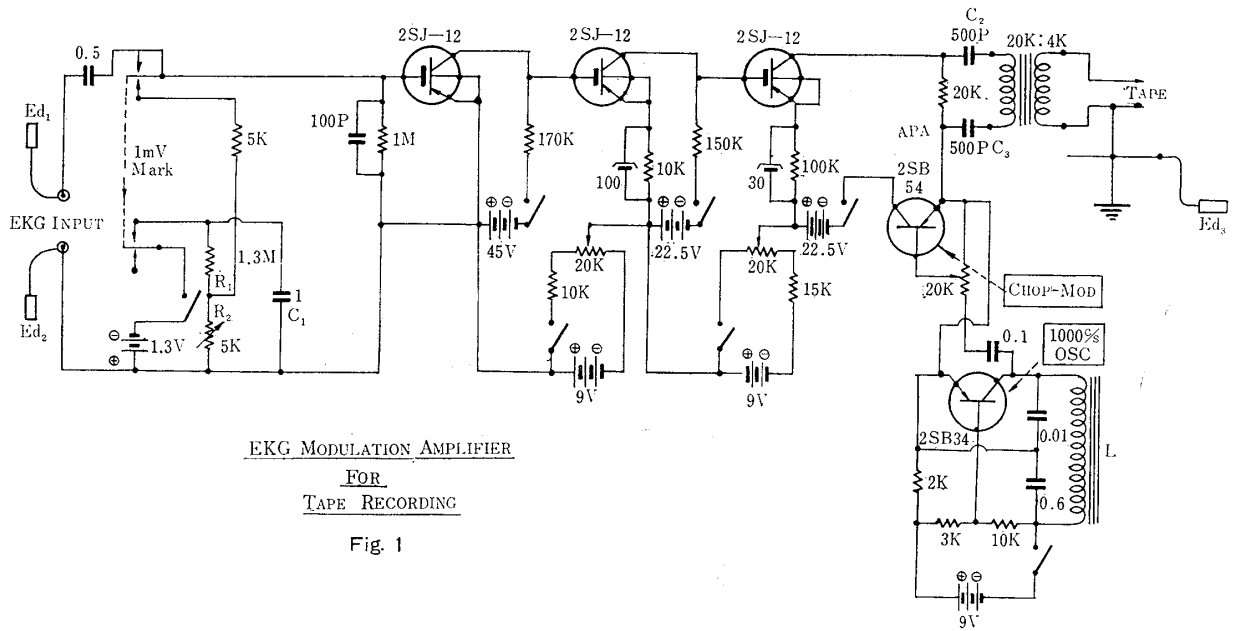 C₂
500P
20K: 4K
2SJ—12
2SJ—12
2SJ—12
0.5
Ed₁
1mV
Mark
EKG INPUT
Ed₂
5K
100P
1M
170K
100
10K
150K
30
100K
20K
APA
500P C₃
TAPE
2SB
54
Ed₃
⊕ ⊖
45V
⊕ ⊖
22.5V
⊕ ⊖
22.5V
1.3M
R₁
R₂
5K
1
C₁
⊖
1.3V
⊕
20K
10K
⊕ ⊖
9V
20K
15K
⊕ ⊖
9V
20K
CHOP-MOD
0.1
1000%
OSC
2SB34
0.01
L
2K
0.6
3K
10K
⊕ ⊖
9V
EKG MODULATION AMPLIFIER
FOR
TAPE RECORDING
Fig. 1